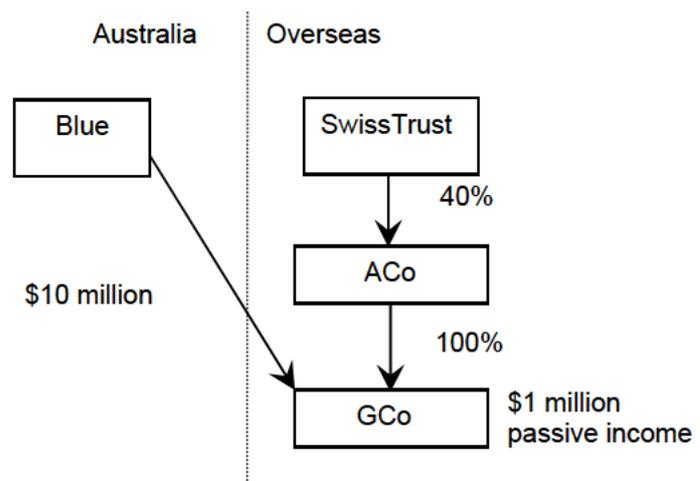 Australia
Overseas
Blue
SwissTrust
40%
ACo
$10 million
100%
GCo
$1 million
passive income